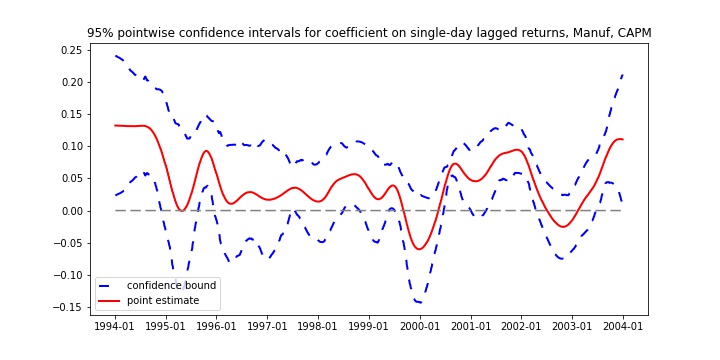 95% pointwise confidence intervals for coefficient on single-day lagged returns, Manuf, CAPM
0.25
0.20
0.15
0.10
0.05
0.00
−0.05
−0.10
−0.15
confidence bound
point estimate
1994-01 1995-01 1996-01 1997-01 1998-01 1999-01 2000-01 2001-01 2002-01 2003-01 2004-01